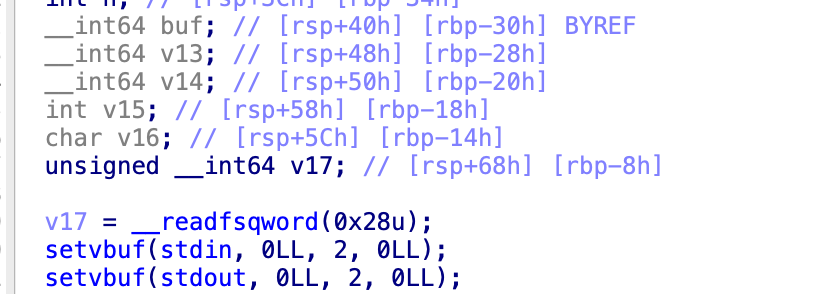 __int64 buf; // [rsp+40h] [rbp-30h] BYREF
__int64 v13; // [rsp+48h] [rbp-28h]
__int64 v14; // [rsp+50h] [rbp-20h]
int v15; // [rsp+58h] [rbp-18h]
char v16; // [rsp+5Ch] [rbp-14h]
unsigned __int64 v17; // [rsp+68h] [rbp-8h]
v17 = __readfsqword(0x28u);
setvbuf(stdin, 0LL, 2, 0LL);
setvbuf(stdout, 0LL, 2, 0LL);